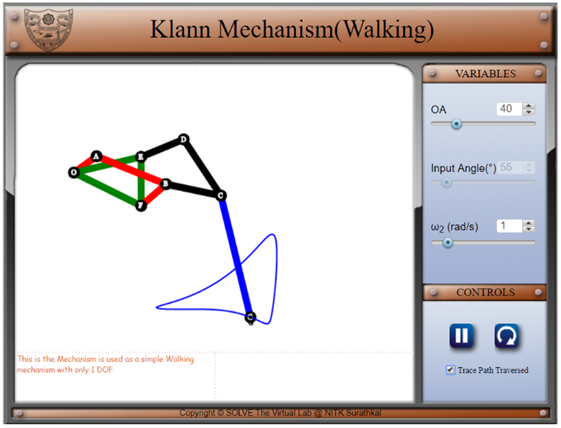 Klann Mechanism(Walking)
VARIABLES
OA 40
Input Angle(°) 55
ω2 (rad/s) 1
CONTROLS
Trace Path Traversed
A
O
D
B
C
C
This is the Mechanism is used as a simple Walking
mechanism with only 1 DOF
Copyright © SOLVE The Virtual Lab @ NITK Surathkal